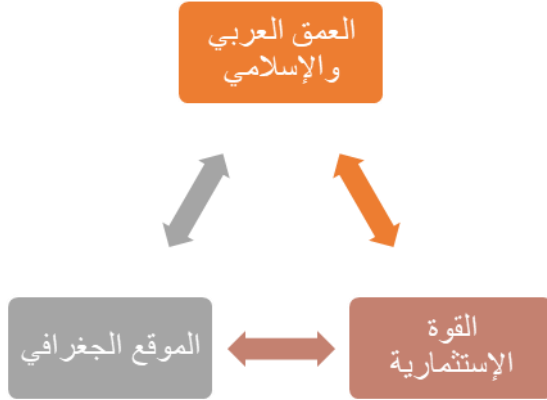 العمق العربي
والإسلامي
القوة
الإستثمارية
الموقع الجغرافي